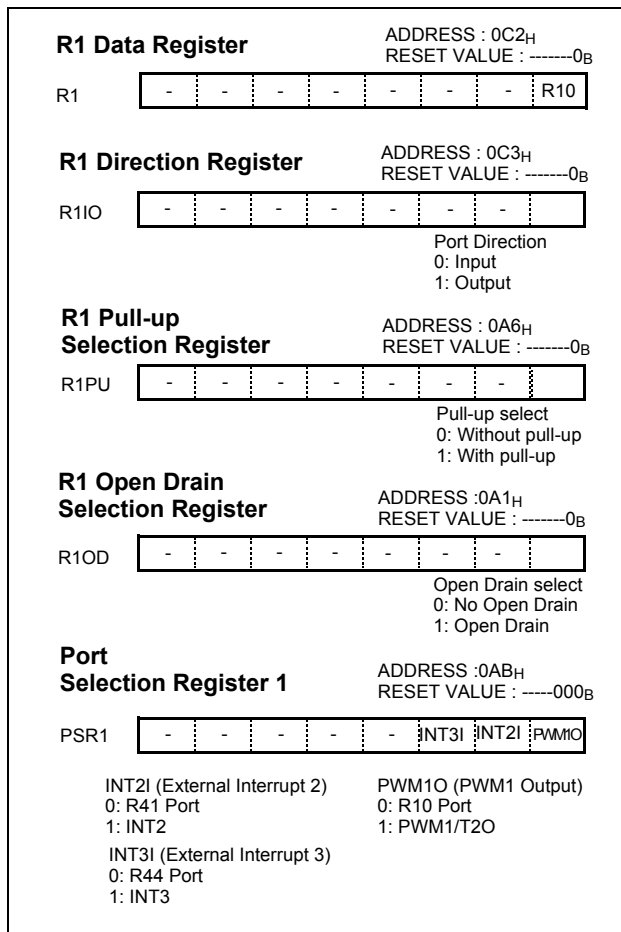 R1 Data Register
ADDRESS : 0C2H
RESET VALUE : -------0B
R1 - - - - - - - R10
R1 Direction Register
ADDRESS : 0C3H
RESET VALUE : -------0B
R1IO - - - - - - -
Port Direction
0: Input
1: Output
R1 Pull-up
Selection Register
ADDRESS : 0A6H
RESET VALUE : -------0B
R1PU - - - - - - -
Pull-up select
0: Without pull-up
1: With pull-up
R1 Open Drain
Selection Register
ADDRESS :0A1H
RESET VALUE : -------0B
R1OD - - - - - - -
Open Drain select
0: No Open Drain
1: Open Drain
Port
Selection Register 1
ADDRESS :0ABH
RESET VALUE : -----000B
PSR1 - - - - - INT3I INT2I PWM1O
INT2I (External Interrupt 2)
0: R41 Port
1: INT2
INT3I (External Interrupt 3)
0: R44 Port
1: INT3
PWM1O (PWM1 Output)
0: R10 Port
1: PWM1/T2O